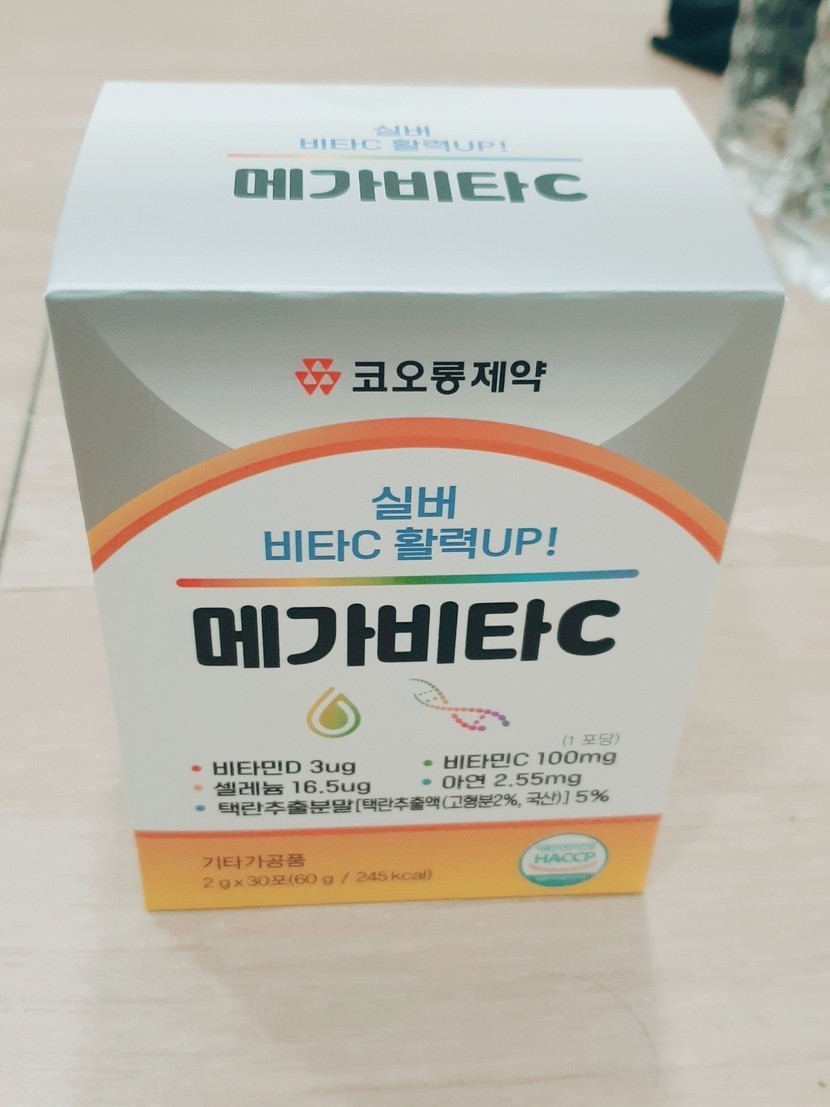 실버
비타C 활력UP!
메가비타C
코오롱제약
실버
비타C 활력UP!
메가비타C
(1 포당)
• 비타민D 3ug • 비타민C 100mg
• 셀레늄 16.5ug • 아연 2.55mg
• 택란추출분말[택란추출액(고형분2%, 국산)] 5%
기타가공품
2 g x 30포(60 g / 245 kcal)
HACCP